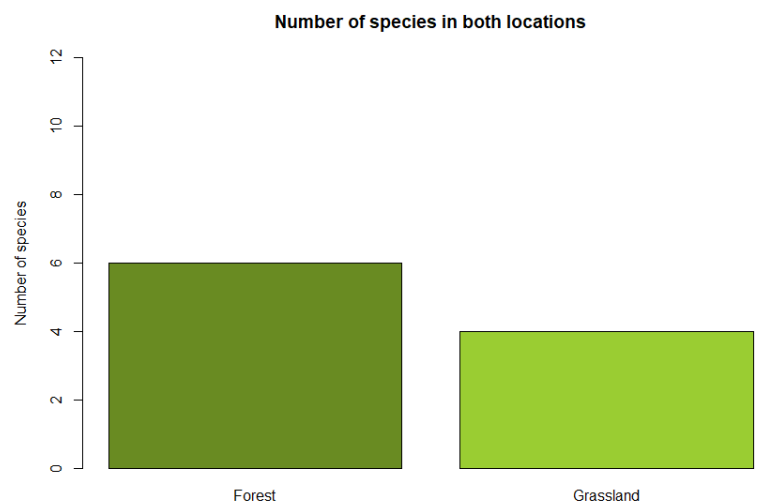 Number of species in both locations
12
10
8
6
4
2
0
Number of species
Forest
Grassland